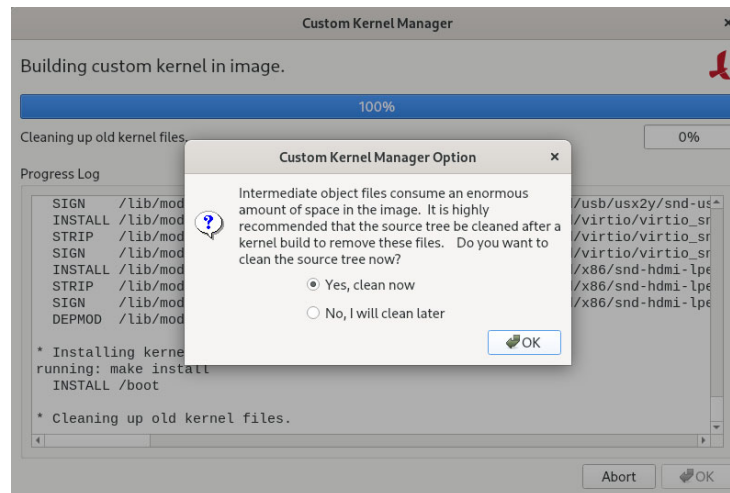 Custom Kernel Manager
Building custom kernel in image.
100%
Cleaning up old kernel files.
0%
Progress Log
Custom Kernel Manager Option
Intermediate object files consume an enormous
amount of space in the image. It is highly
recommended that the source tree be cleaned after a
kernel build to remove these files. Do you want to
clean the source tree now?
Yes, clean now
No, I will clean later
OK
SIGN /lib/mod /usb/usx2y/snd-us
INSTALL /lib/mod /virtio/virtio_sn
STRIP /lib/mod /virtio/virtio_sn
SIGN /lib/mod /virtio/virtio_sn
INSTALL /lib/mod /x86/snd-hdmi-lpe
STRIP /lib/mod /x86/snd-hdmi-lpe
SIGN /lib/mod /x86/snd-hdmi-lpe
DEPMOD /lib/mod
* Installing kerne
running: make install
INSTALL /boot
* Cleaning up old kernel files.
Abort
OK